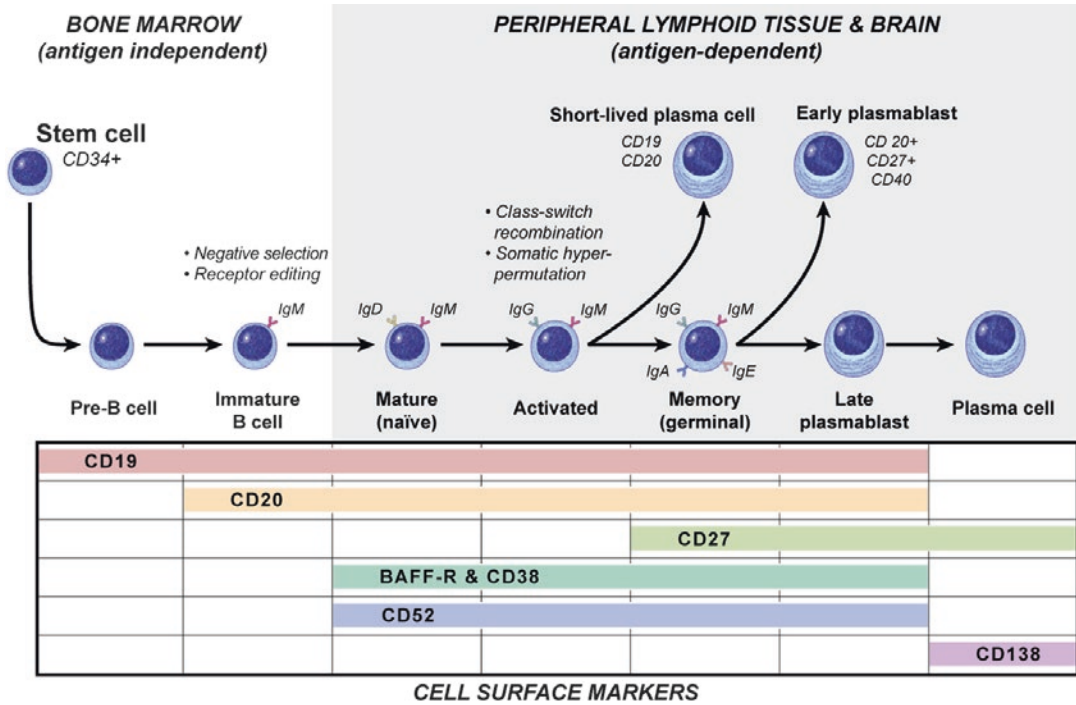 BONE MARROW
(antigen independent)
PERIPHERAL LYMPHOID TISSUE & BRAIN
(antigen-dependent)
Stem cell
CD34+
Short-lived plasma cell
CD19
CD20
Early plasmablast
CD 20+
CD27+
CD40
• Negative selection
• Receptor editing
• Class-switch
recombination
• Somatic hyper-
permutation
IgM
IgD
IgM
IgG
IgM
IgG
IgM
IgA
IgE
Pre-B cell
Immature
B cell
Mature
(naïve)
Activated
Memory
(germinal)
Late
plasmablast
Plasma cell
CD19
CD20
CD27
BAFF-R & CD38
CD52
CD138
CELL SURFACE MARKERS